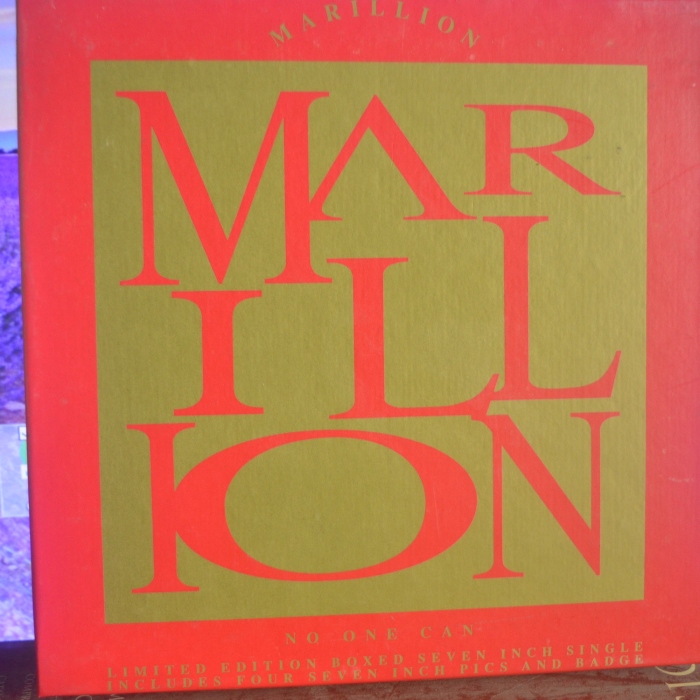 MARILLION
MAR
ILL
ION
NO ONE CAN
LIMITED EDITION BOXED SEVEN INCH SINGLE
INCLUDES FOUR SEVEN INCH PICS AND BADGE